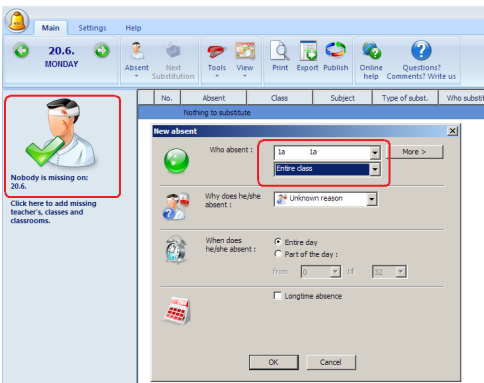 Main Settings Help
20.6.
MONDAY
Absent
Next
Substitution
Tools
View
Print
Export
Publish
Online
help
Questions?
Comments? Write us
No. Absent Class Subject Type of subst. Who substit
Nothing to substitute
Nobody is missing on:
20.6.
Click here to add missing
teacher's, classes and
classrooms.
New absent
Who absent : 1a 1a More >
Entire class
Why does he/she
absent : Unknown reason
When does
he/she absent : Entire day
Part of the day :
from 0 til 32
Longtime absence
OK Cancel